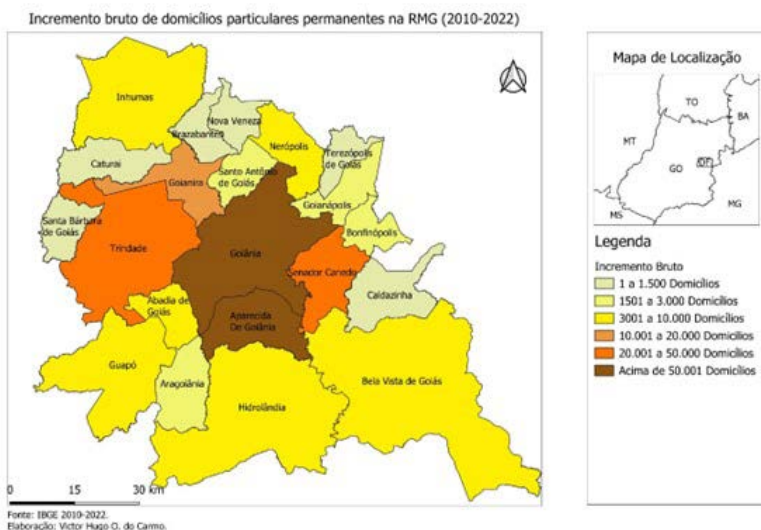 Incremento bruto de domicílios particulares permanentes na RMG (2010-2022)
Inhumas
Nova Veneza
Brazabantes
Nerópolis
Terezópolis
de Goiás
Caturaí
Goianira
Santo Antônio
de Goiás
Goianápolis
Santa Bárbara
de Goiás
Bonfinópolis
Trindade
Goiânia
Senador Canedo
Caldazinha
Abadia de
Goiás
Aparecida
De Goiânia
Guapó
Araçoiânia
Bela Vista de Goiás
Hidrolândia
0 15 30 km
Fonte: IBGE 2010-2022.
Elaboração: Victor Hugo O. do Carmo.
Mapa de Localização
TO
BA
MT
GO
DF
MG
MS
Legenda
Incremento Bruto
1 a 1.500 Domicílios
1501 a 3.000 Domicílios
3001 a 10.000 Domicílios
10.001 a 20.000 Domicílios
20.001 a 50.000 Domicílios
Acima de 50.001 Domicílios